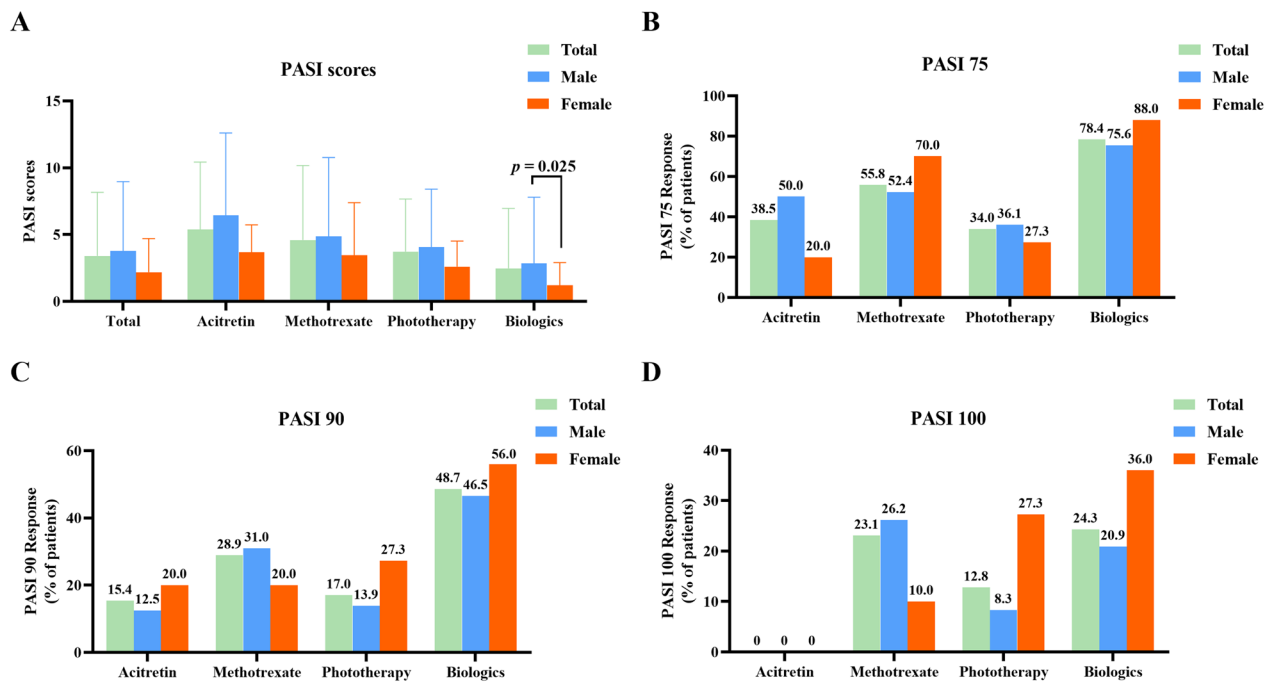 A
PASI scores
Total
Male
Female
PASI scores
15
10
5
0
p = 0.025
Total
Acitretin
Methotrexate
Phototherapy
Biologics
B
PASI 75
Total
Male
Female
PASI 75 Response
(% of patients)
100
80
60
40
20
0
38.5
50.0
20.0
55.8
52.4
70.0
34.0
36.1
27.3
78.4
75.6
88.0
Acitretin
Methotrexate
Phototherapy
Biologics
C
PASI 90
Total
Male
Female
PASI 90 Response
(% of patients)
60
40
20
0
15.4
12.5
20.0
28.9
31.0
20.0
17.0
13.9
27.3
48.7
46.5
56.0
Acitretin
Methotrexate
Phototherapy
Biologics
D
PASI 100
Total
Male
Female
PASI 100 Response
(% of patients)
40
30
20
10
0
0
0
0
23.1
26.2
10.0
12.8
8.3
27.3
24.3
20.9
36.0
Acitretin
Methotrexate
Phototherapy
Biologics